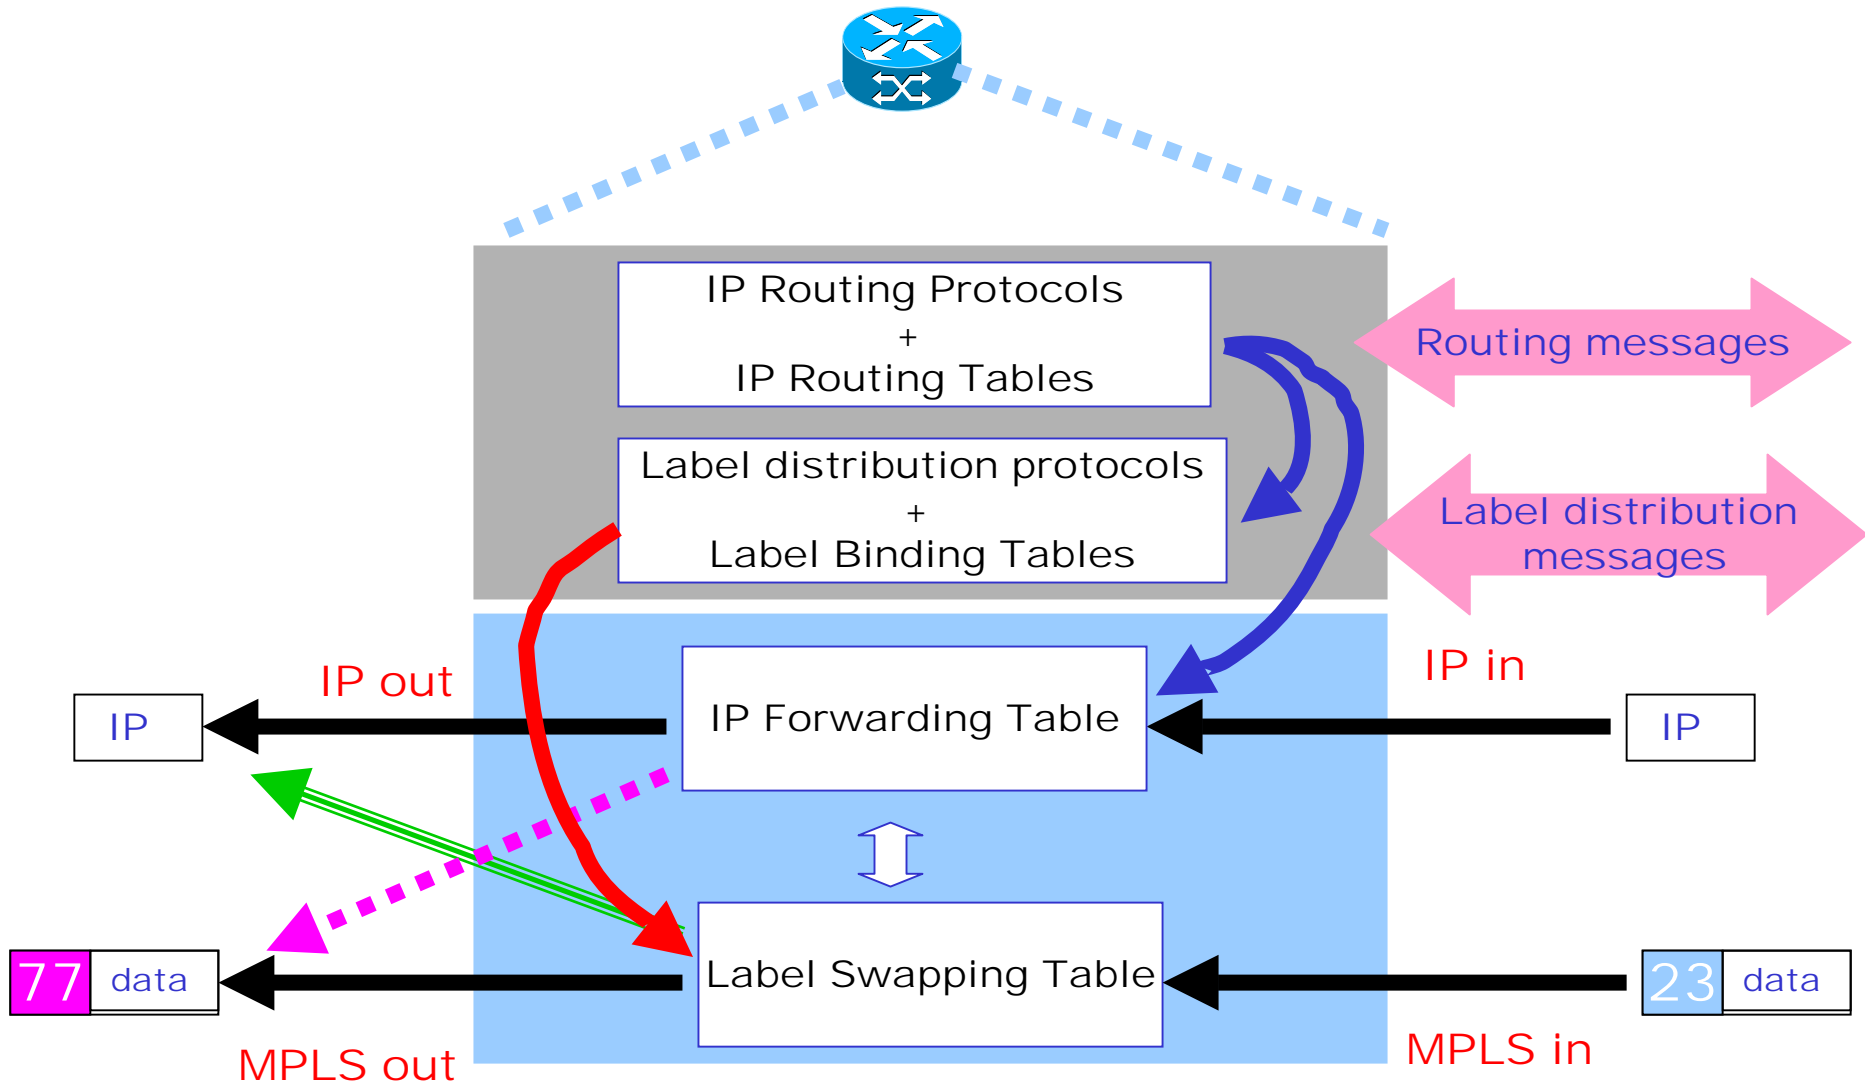 IP Routing Protocols
+
IP Routing Tables
Routing messages
Label distribution protocols
+
Label Binding Tables
Label distribution
messages
IP out
IP in
IP
IP Forwarding Table
IP
77 data
Label Swapping Table
23 data
MPLS out
MPLS in